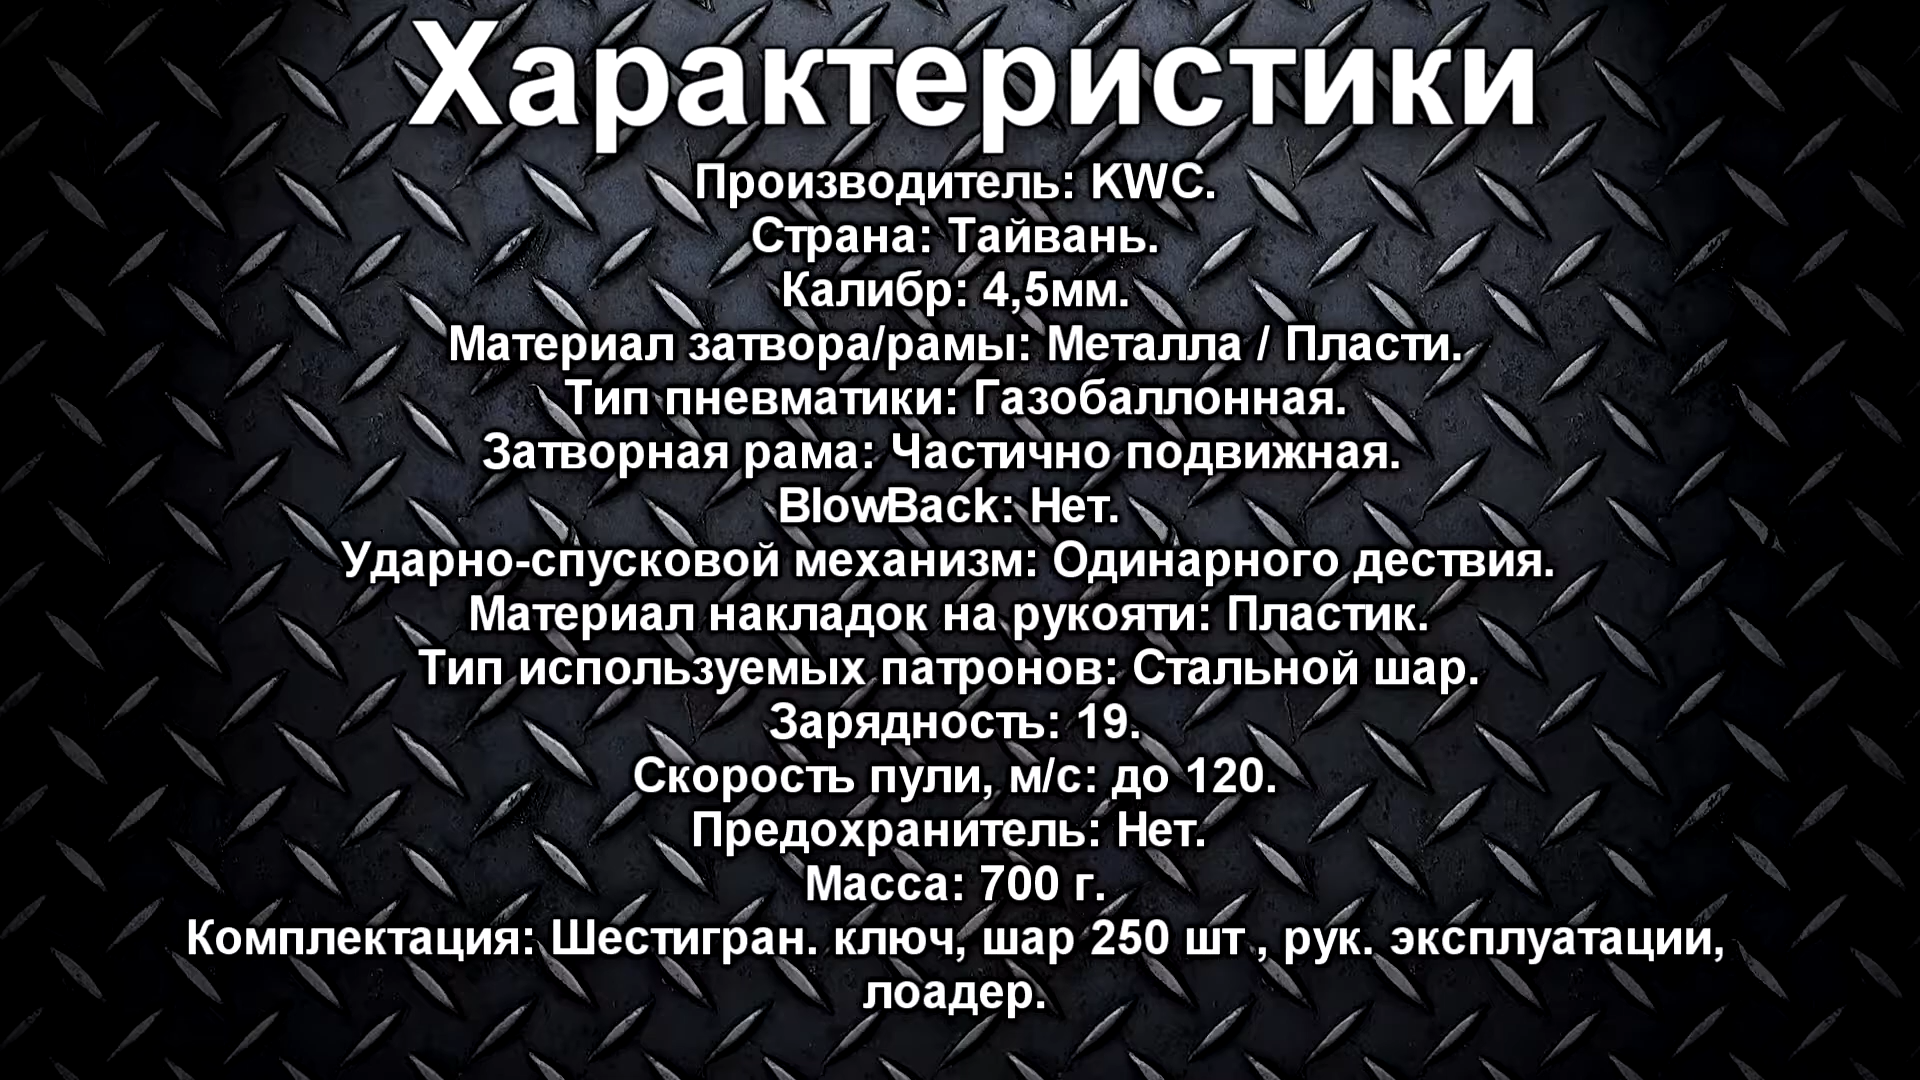 Характеристики
Производитель: KWC.
Страна: Тайвань.
Калибр: 4,5мм.
Материал затвора/рамы: Металла / Пласти.
Тип пневматики: Газобаллонная.
Затворная рама: Частично подвижная.
BlowBack: Нет.
Ударно-спусковой механизм: Одинарного дествия.
Материал накладок на рукояти: Пластик.
Тип используемых патронов: Стальной шар.
Зарядность: 19.
Скорость пули, м/с: до 120.
Предохранитель: Нет.
Масса: 700 г.
Комплектация: Шестигран. ключ, шар 250 шт , рук. эксплуатации,
лоадер.